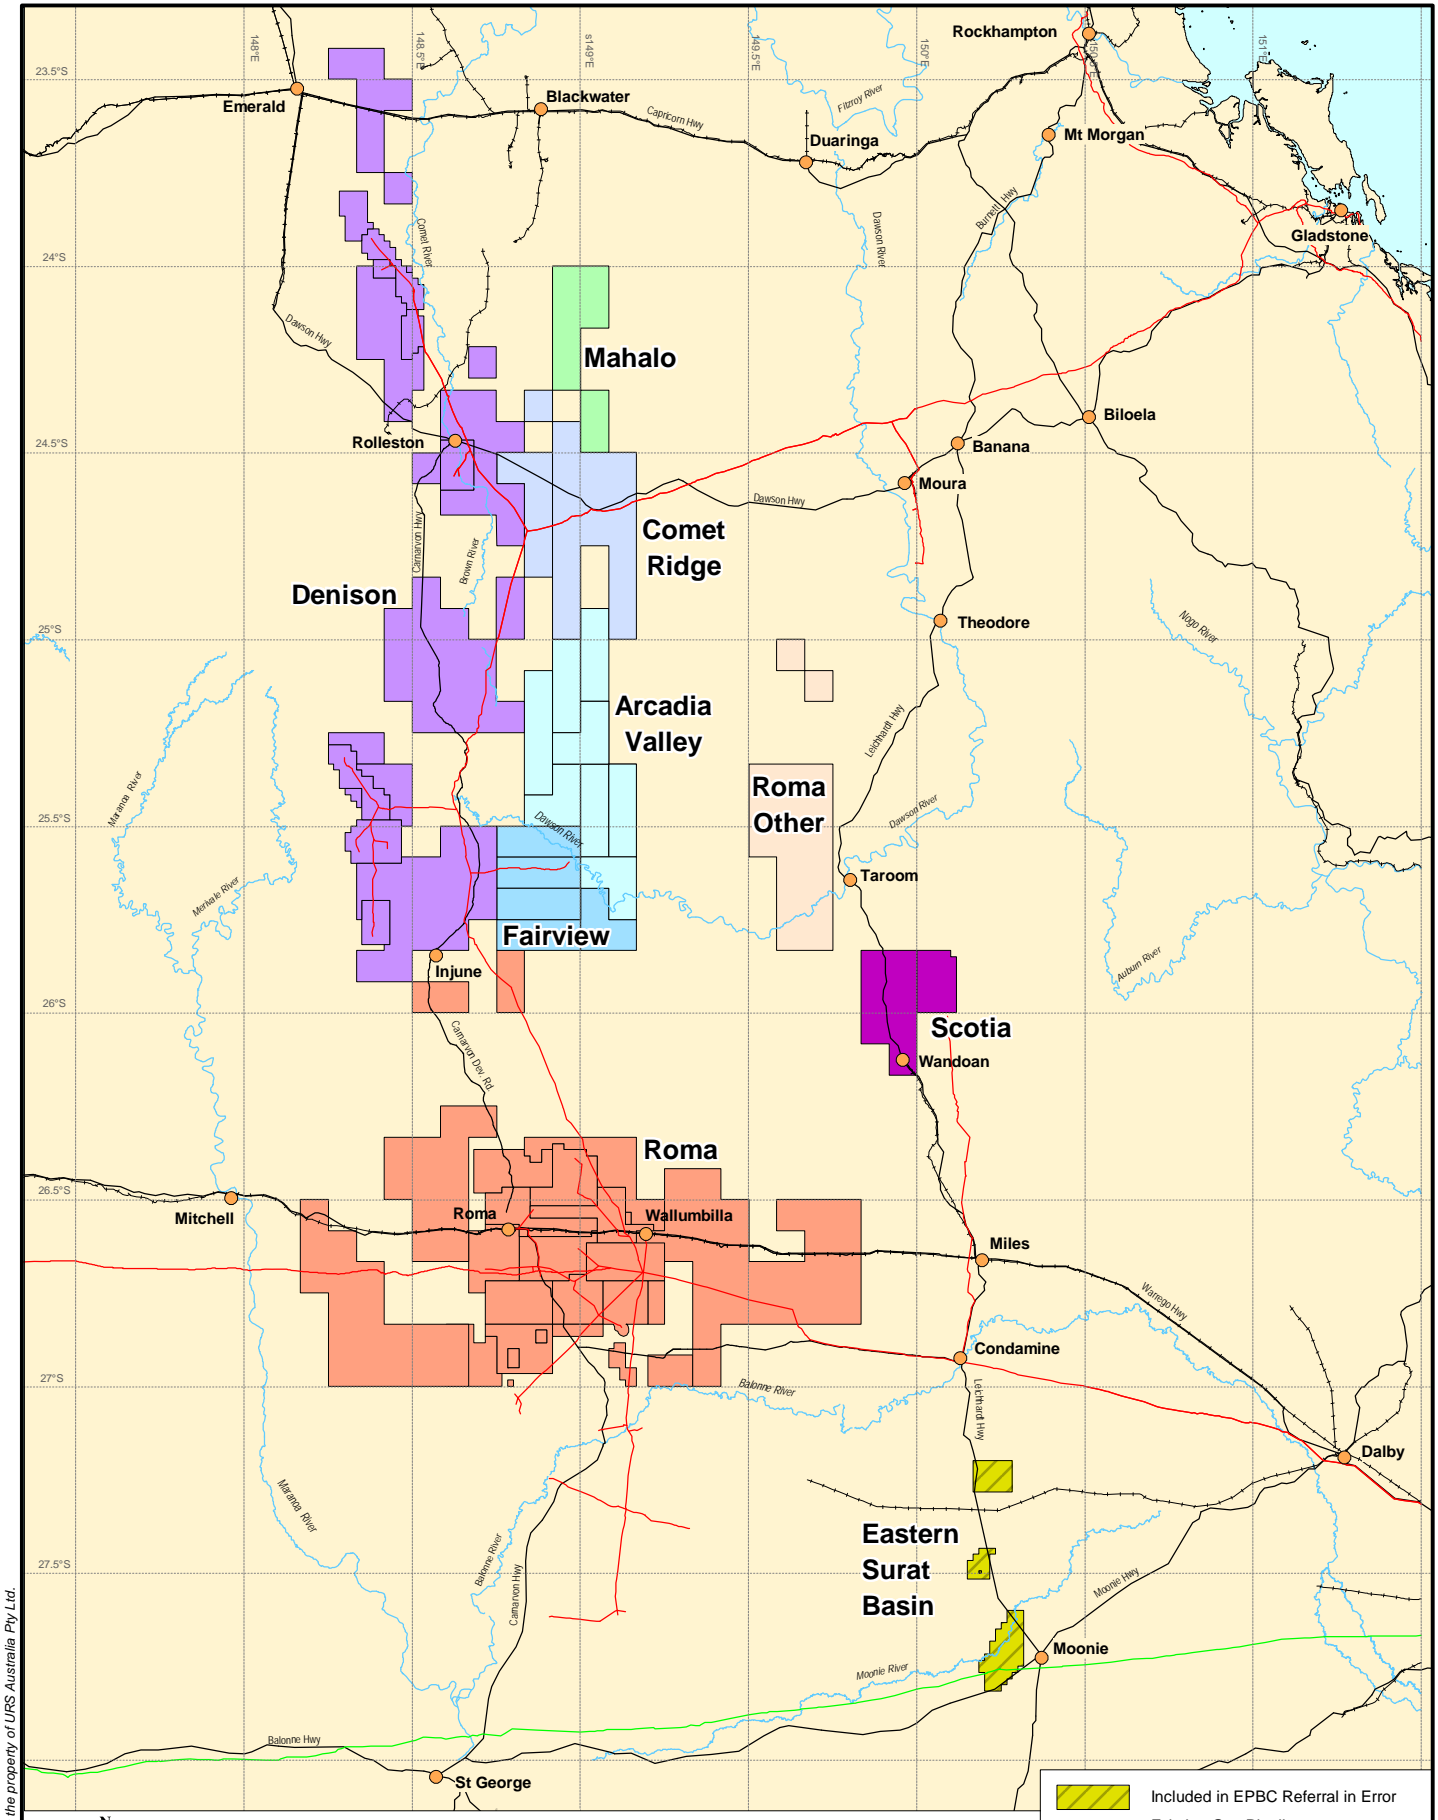 Rockhampton
148°E
148.5°E
s149°E
149.5°E
150°E
150.5°E
151°E
23.5°S
Emerald
Blackwater
Capricorn Hwy
Fitzroy River
Duaringa
Mt Morgan
Burnett Hwy
Dawson River
Comet River
Gladstone
24°S
Dawson Hwy
Mahalo
Rolleston
Biloela
24.5°S
Banana
Moura
Dawson Hwy
Carnarvon Hwy
Brown River
Comet
Ridge
Denison
Theodore
Nogo River
25°S
Arcadia
Valley
Leichhardt Hwy
Maranoa River
Roma
Other
25.5°S
Dawson River
Dawson River
Taroom
Merivale River
Fairview
Injune
Auburn River
26°S
Scotia
Carnarvon Dev. Rd
Wandoan
Roma
26.5°S
Mitchell
Roma
Wallumbilla
Miles
Warrego Hwy
Condamine
27°S
Balonne River
Leichhardt Hwy
Dalby
Maranoa River
Eastern
Surat
Basin
Balonne River
27.5°S
Carnarvon Hwy
Moonie Hwy
Moonie
Moonie River
Balonne Hwy
St George
the property of URS Australia Pty Ltd.
N
Included in EPBC Referral in Error